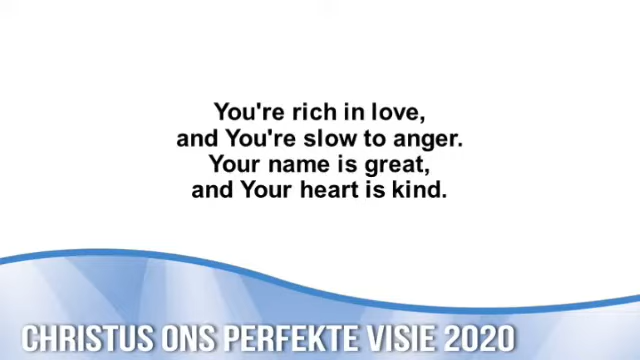 You're rich in love,
and You're slow to anger.
Your name is great,
and Your heart is kind.
CHRISTUS ONS PERFEKTE VISIE 2020